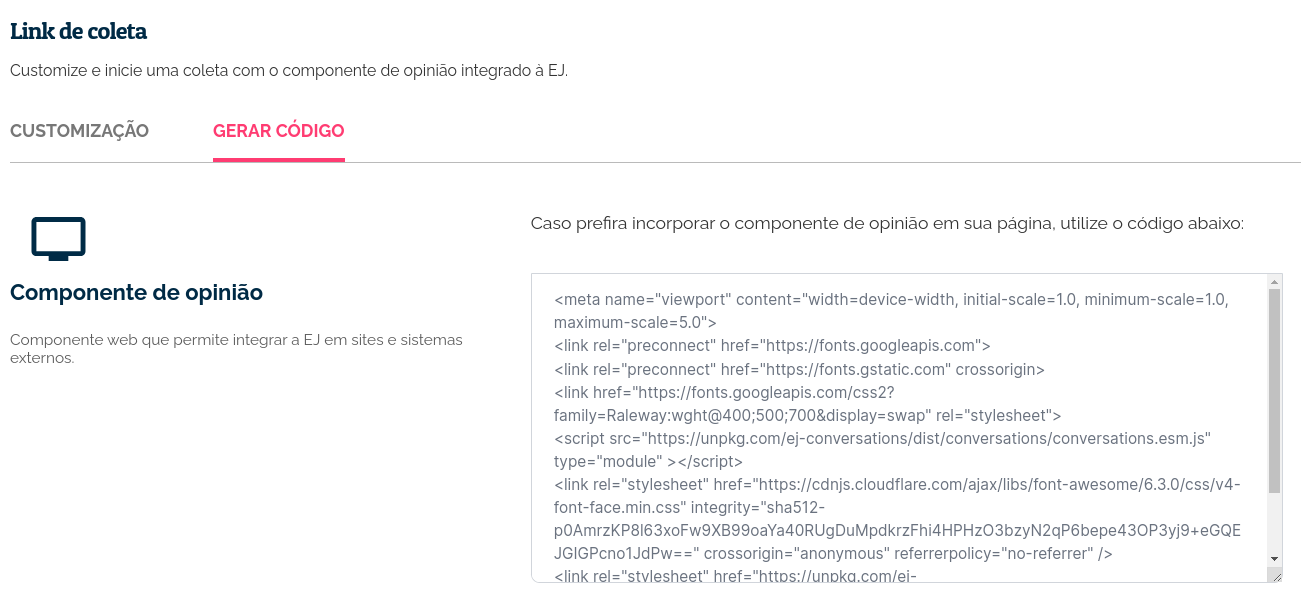 Link de coleta
Customize e inicie uma coleta com o componente de opinião integrado à EJ.
CUSTOMIZAÇÃO GERAR CÓDIGO
Componente de opinião
Componente web que permite integrar a EJ em sites e sistemas
externos.
Caso prefira incorporar o componente de opinião em sua página, utilize o código abaixo:
<meta name="viewport" content="width=device-width, initial-scale=1.0, minimum-scale=1.0,
maximum-scale=5.0">
<link rel="preconnect" href="https://fonts.googleapis.com">
<link rel="preconnect" href="https://fonts.gstatic.com" crossorigin>
<link href="https://fonts.googleapis.com/css2?
family=Raleway:wght@400;500;700&display=swap" rel="stylesheet">
<script src="https://unpkg.com/ej-conversations/dist/conversations/conversations.esm.js"
type="module" ></script>
<link rel="stylesheet" href="https://cdnjs.cloudflare.com/ajax/libs/font-awesome/6.3.0/css/v4-
font-face.min.css" integrity="sha512-
p0AmrzKP8l63xoFw9XB99oaYa40RUgDuMpdkrzFhi4HPHzO3bzyN2qP6bepe43OP3yj9+eGQE
JGlGPcno1JdPw==" crossorigin="anonymous" referrerpolicy="no-referrer" />
<link rel="stylesheet" href="https://unpkg.com/ej-